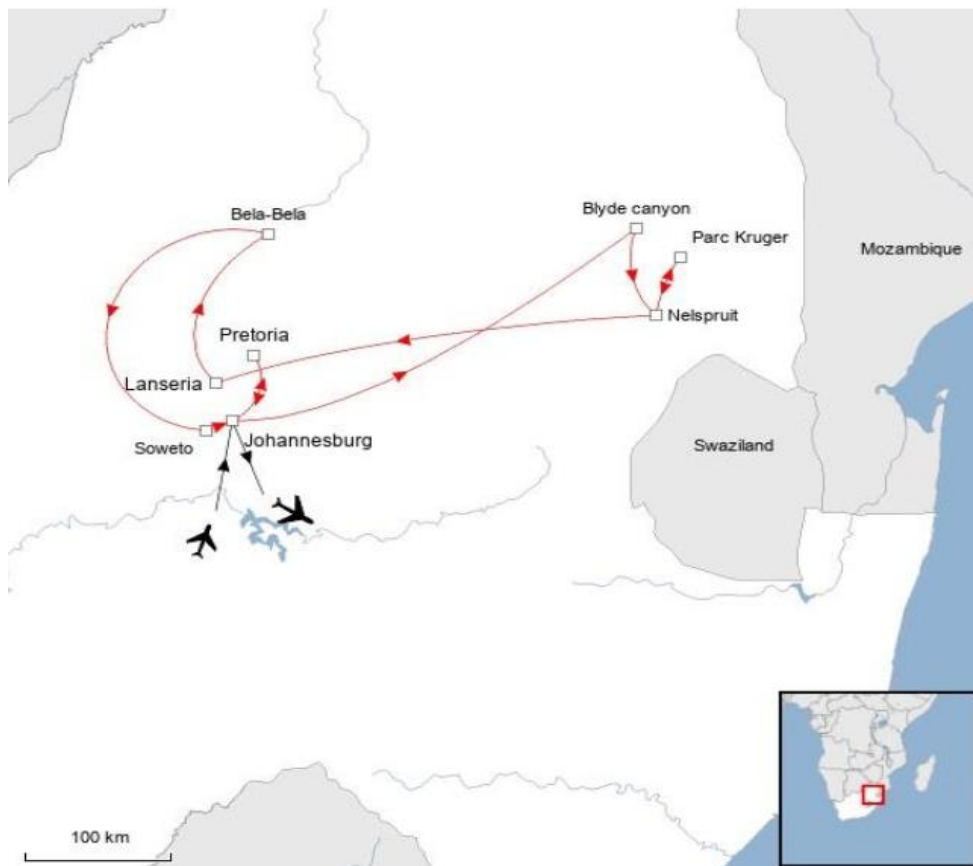 Bela-Bela
Blyde canyon
Parc Kruger
Mozambique
Nelspruit
Pretoria
Lanseria
Soweto
Johannesburg
Swaziland
100 km